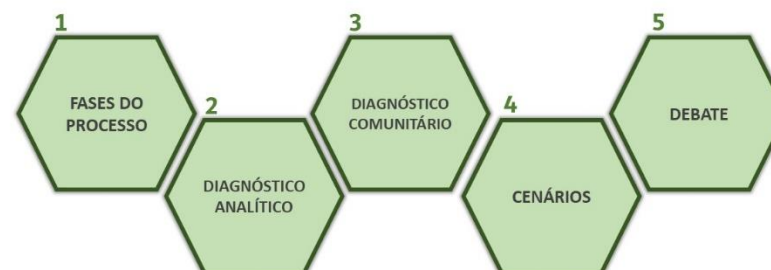 1
FASES DO
PROCESSO
2
DIAGNÓSTICO
ANALÍTICO
3
DIAGNÓSTICO
COMUNITÁRIO
4
CENÁRIOS
5
DEBATE